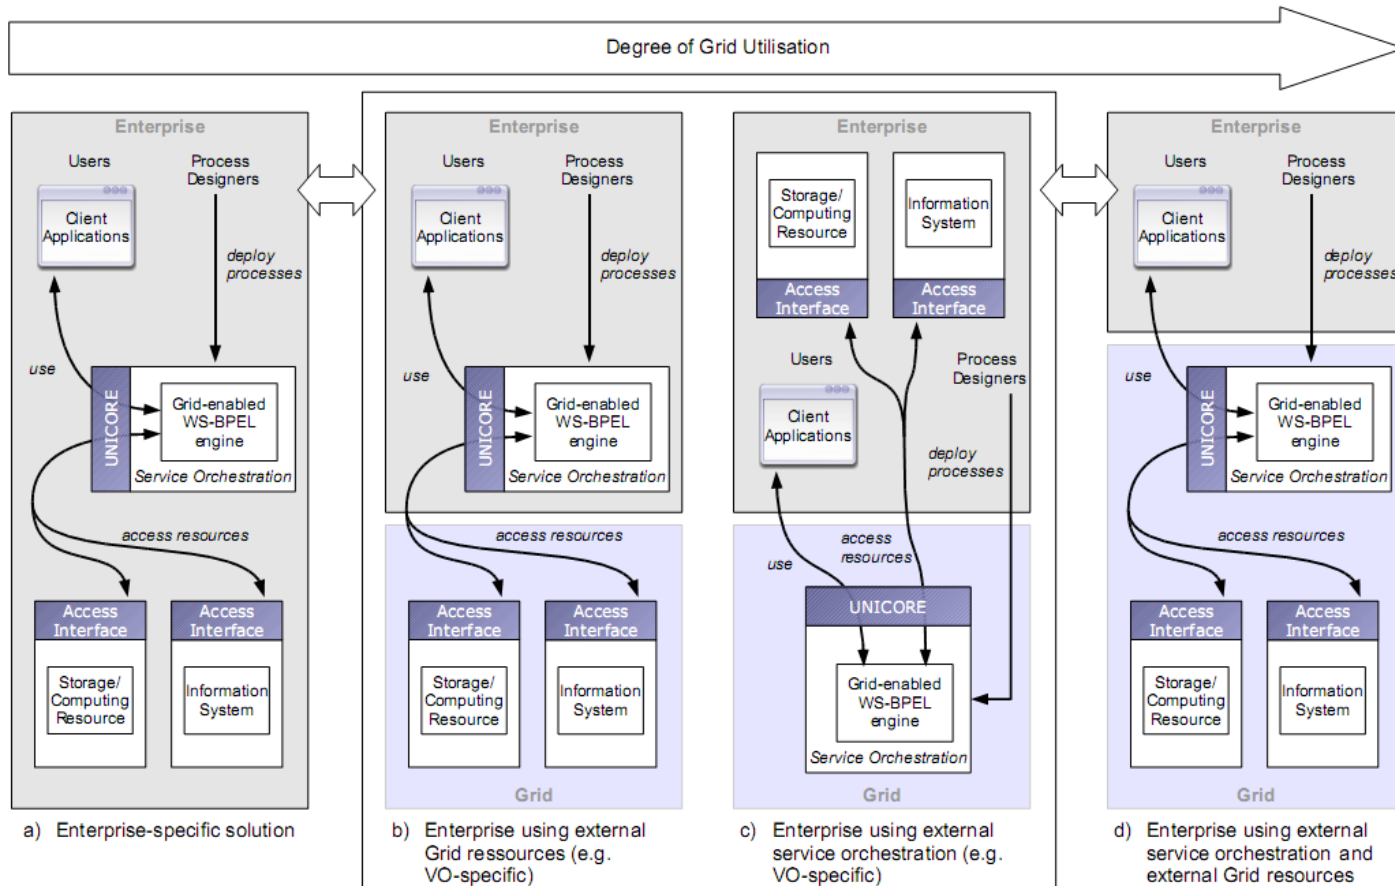 Degree of Grid Utilisation
Enterprise
Users
Process
Designers
Client
Applications
deploy
processes
use
UNICORE
Grid-enabled
WS-BPEL
engine
Service Orchestration
access resources
Access
Interface
Storage/
Computing
Resource
Access
Interface
Information
System
a) Enterprise-specific solution
Enterprise
Users
Process
Designers
Client
Applications
deploy
processes
use
UNICORE
Grid-enabled
WS-BPEL
engine
Service Orchestration
access resources
Access
Interface
Storage/
Computing
Resource
Access
Interface
Information
System
Grid
b) Enterprise using external
Grid ressources (e.g.
VO-specific)
Enterprise
Storage/
Computing
Resource
Access
Interface
Information
System
Access
Interface
Users
Process
Designers
Client
Applications
deploy
processes
use
access
resources
UNICORE
Grid-enabled
WS-BPEL
engine
Service Orchestration
Grid
c) Enterprise using external
service orchestration (e.g.
VO-specific)
Enterprise
Users
Process
Designers
Client
Applications
deploy
processes
use
UNICORE
Grid-enabled
WS-BPEL
engine
Service Orchestration
access resources
Access
Interface
Storage/
Computing
Resource
Access
Interface
Information
System
Grid
d) Enterprise using external
service orchestration and
external Grid resources